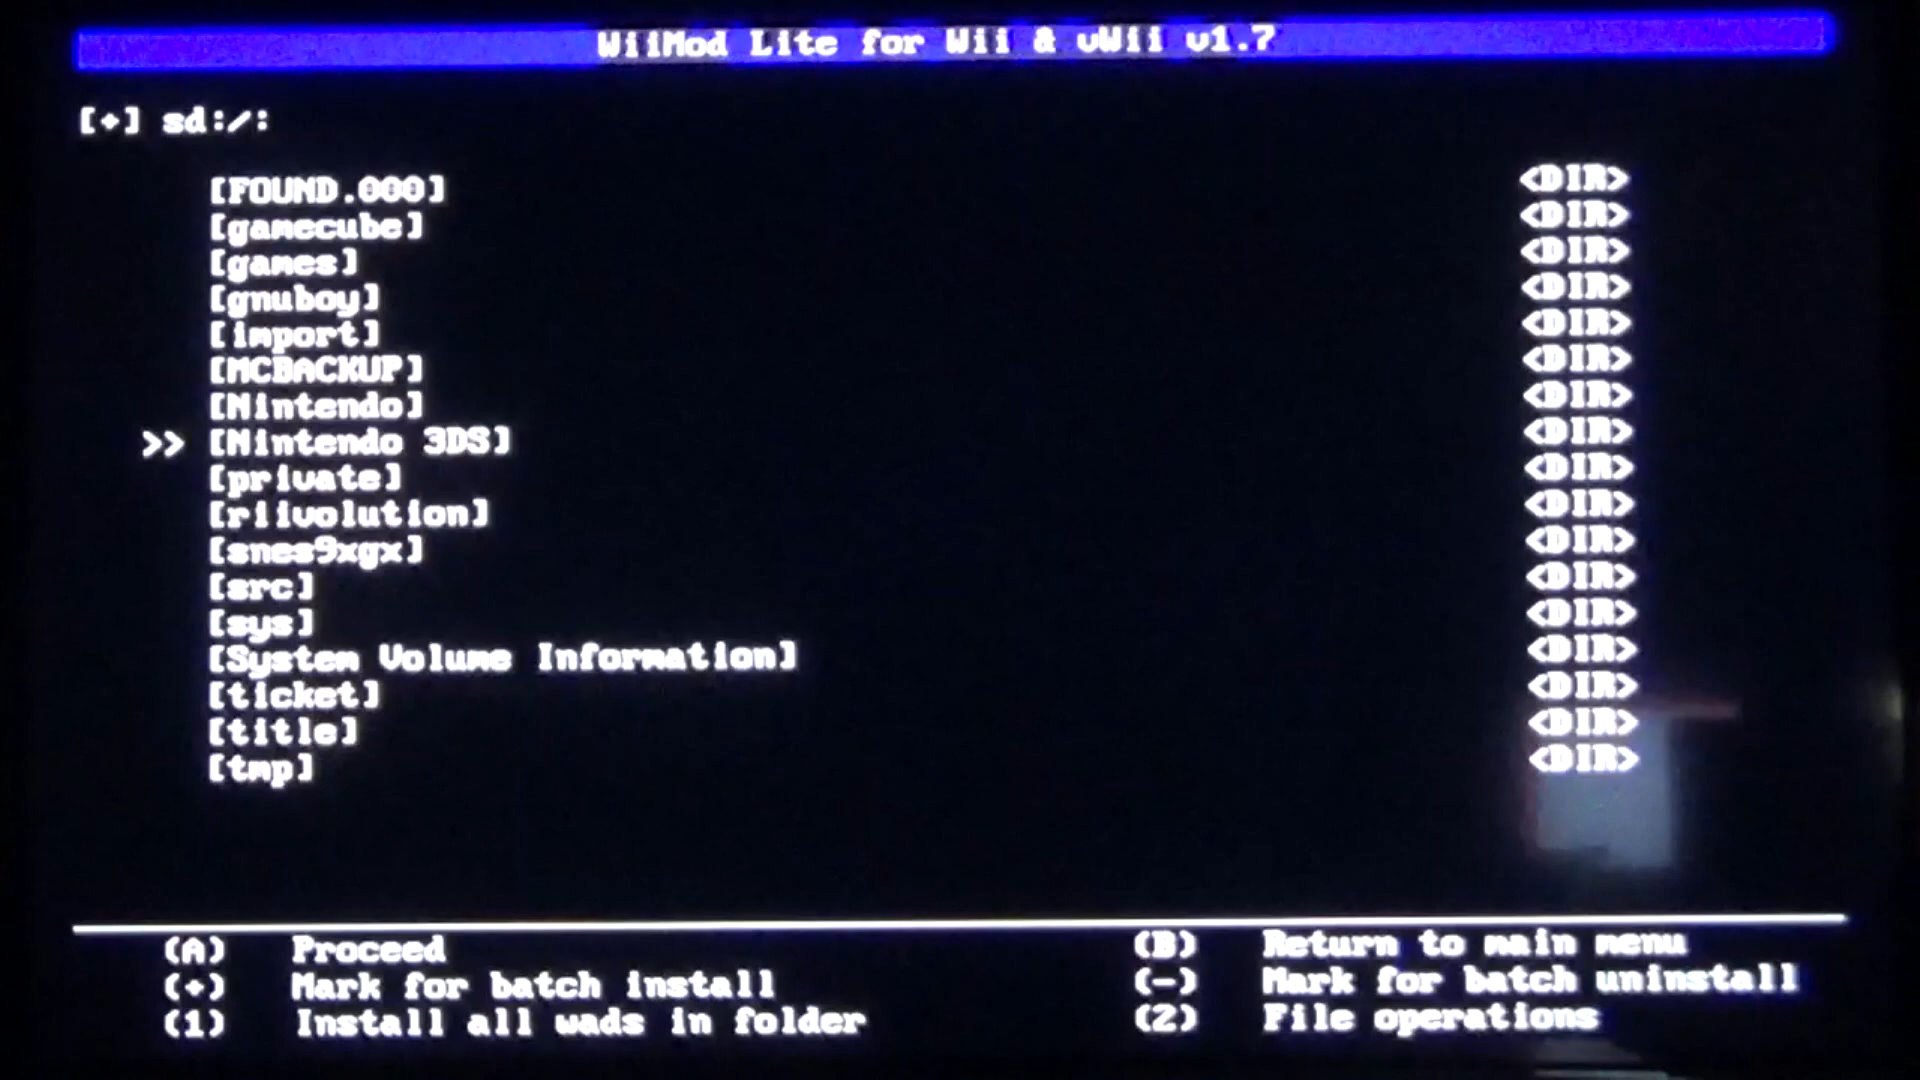 WiiMod Lite for Wii & vWii v1.7
[+] sd:/:
[FOUND.000] <DIR>
[gamecube] <DIR>
[games] <DIR>
[gnuboy] <DIR>
[import] <DIR>
[MCBACKUP] <DIR>
[Nintendo] <DIR>
>> [Nintendo 3DS] <DIR>
[private] <DIR>
[riivolution] <DIR>
[snes9xgx] <DIR>
[src] <DIR>
[sys] <DIR>
[System Volume Information] <DIR>
[ticket] <DIR>
[title] <DIR>
[tmp] <DIR>
(A) Proceed (B) Return to main menu
(+) Mark for batch install (-) Mark for batch uninstall
(1) Install all wads in folder (2) File operations